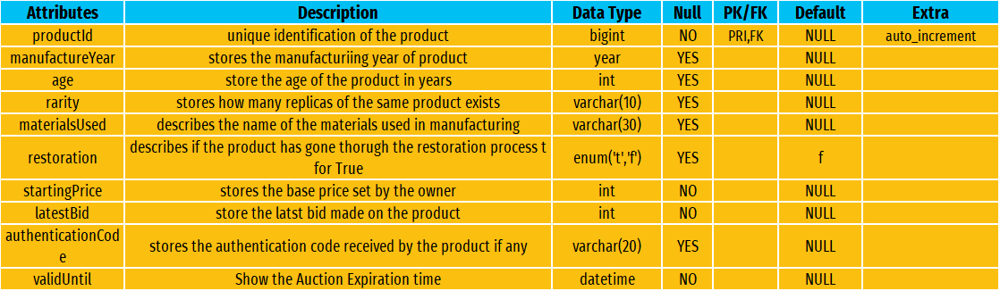 Attributes Description Data Type Null PK/FK Default Extra
productId unique identification of the product bigint NO PRI,FK NULL auto_increment
manufactureYear stores the manufacturiing year of product year YES NULL
age store the age of the product in years int YES NULL
rarity stores how many replicas of the same product exists varchar(10) YES NULL
materialsUsed describes the name of the materials used in manufacturing varchar(30) YES NULL
restoration describes if the product has gone thorugh the restoration process t
for True enum('t','f') YES f
startingPrice stores the base price set by the owner int NO NULL
latestBid store the latst bid made on the product int NO NULL
authenticationCod
e stores the authentication code received by the product if any varchar(20) YES NULL
validUntil Show the Auction Expiration time datetime NO NULL